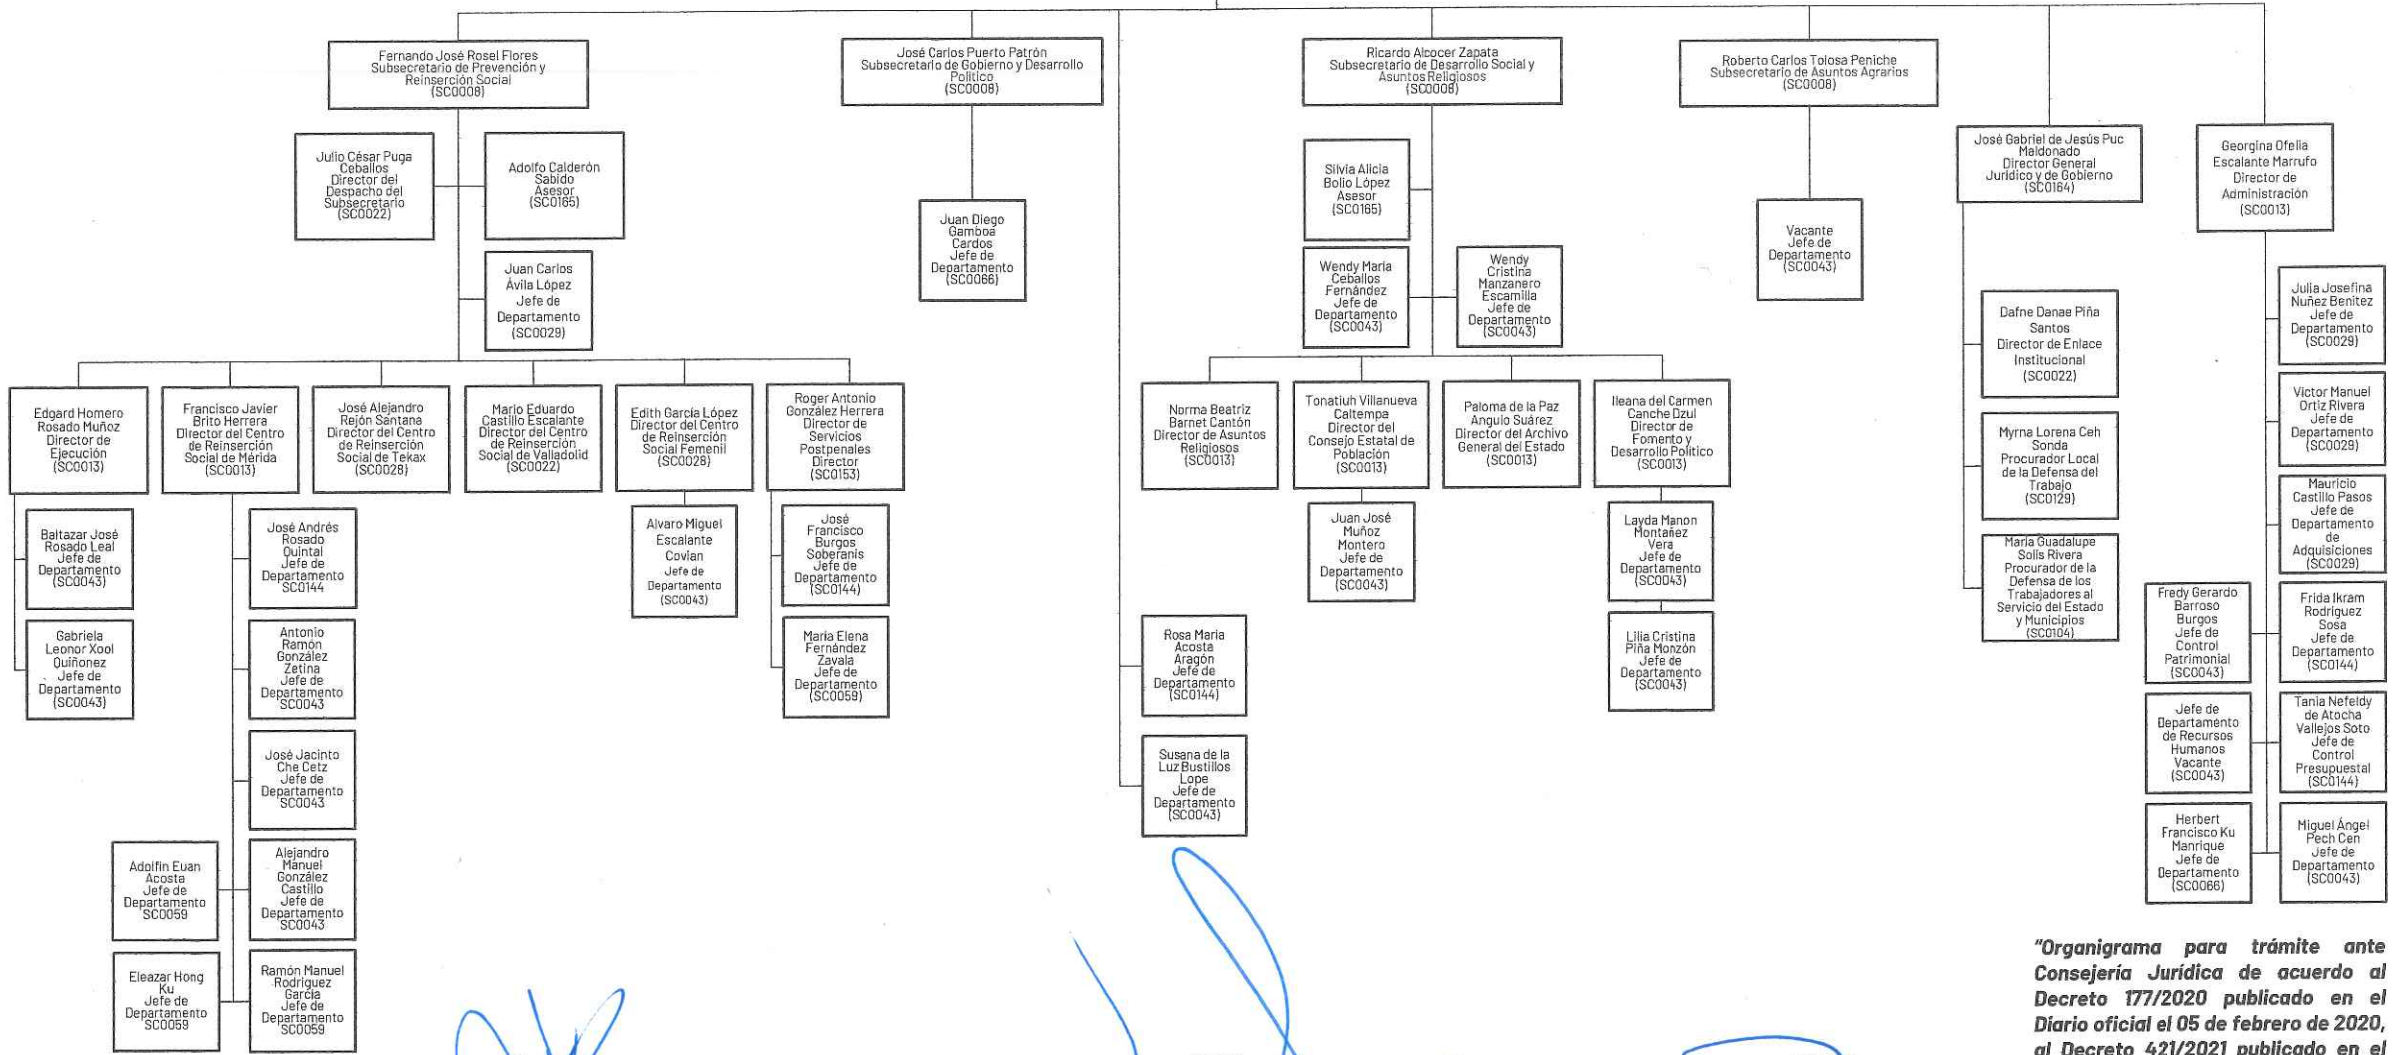 Fernando José Rosel Flores
Subsecretario de Prevención y
Reinserción Social
(SC0008)
José Carlos Puerto Patrón
Subsecretario de Gobierno y Desarrollo
Político
(SC0008)
Ricardo Alcocer Zapata
Subsecretario de Desarrollo Social y
Asuntos Religiosos
(SC0008)
Roberto Carlos Tolosa Peniche
Subsecretario de Asuntos Agrarios
(SC0008)
José Gabriel de Jesús Puc
Maldonado
Director General
Jurídico y de Gobierno
(SC0164)
Georgina Ofelia
Escalante Marrufo
Director de
Administración
(SC0013)
Julio César Puga
Ceballos
Director del
Despacho del
Subsecretario
(SC0022)
Adolfo Calderón
Sabido
Asesor
(SC0165)
Juan Carlos
Ávila López
Jefe de
Departamento
(SC0029)
Juan Diego
Gamboa
Cardos
Jefe de
Departamento
(SC0066)
Silvia Alicia
Bolio López
Asesor
(SC0165)
Wendy María
Ceballos
Fernández
Jefe de
Departamento
(SC0043)
Wendy
Cristina
Manzanero
Escamilla
Jefe de
Departamento
(SC0043)
Vacante
Jefe de
Departamento
(SC0043)
Dafne Danae Piña
Santos
Director de Enlace
Institucional
(SC0022)
Myrna Lorena Ceh
Sonda
Procurador Local
de la Defensa del
Trabajo
(SC0129)
María Guadalupe
Solís Rivera
Procurador de la
Defensa de los
Trabajadores al
Servicio del Estado
y Municipios
(SC0104)
Julia Josefina
Nuñez Benitez
Jefe de
Departamento
(SC0029)
Victor Manuel
Ortiz Rivera
Jefe de
Departamento
(SC0029)
Mauricio
Castillo Pasos
Jefe de
Departamento
de
Adquisiciones
(SC0029)
Fredy Gerardo
Barroso
Burgos
Jefe de
Control
Patrimonial
(SC0043)
Frida Ikram
Rodriguez
Sosa
Jefe de
Departamento
(SC0144)
Jefe de
Departamento
de Recursos
Humanos
Vacante
(SC0043)
Tania Nefeldy
de Atocha
Vallejos Soto
Jefe de
Control
Presupuestal
(SC0144)
Herbert
Francisco Ku
Manrique
Jefe de
Departamento
(SC0066)
Miguel Ángel
Pech Cen
Jefe de
Departamento
(SC0043)
Edgard Homero
Rosado Muñoz
Director de
Ejecución
(SC0013)
Francisco Javier
Brito Herrera
Director del Centro
de Reinserción
Social de Mérida
(SC0013)
José Alejandro
Rejón Santana
Director del Centro
de Reinserción
Social de Tekax
(SC0028)
Mario Eduardo
Castillo Escalante
Director del Centro
de Reinserción
Social de Valladolid
(SC0022)
Edith García López
Director del Centro
de Reinserción
Social Femenil
(SC0028)
Roger Antonio
González Herrera
Director de
Servicios
Postpenales
Director
(SC0153)
Norma Beatriz
Barnet Cantón
Director de Asuntos
Religiosos
(SC0013)
Tonatiuh Villanueva
Caltempa
Director del
Consejo Estatal de
Población
(SC0013)
Paloma de la Paz
Angulo Suárez
Director del Archivo
General del Estado
(SC0013)
Ileana del Carmen
Canche Dzul
Director de
Fomento y
Desarrollo Político
(SC0013)
Baltazar José
Rosado Leal
Jefe de
Departamento
(SC0043)
Gabriela
Leonor Xool
Quiñonez
Jefe de
Departamento
(SC0043)
José Andrés
Rosado
Quintal
Jefe de
Departamento
SC0144
Antonio
Ramón
González
Zetina
Jefe de
Departamento
SC0043
José Jacinto
Che Cetz
Jefe de
Departamento
SC0043
Adolfin Euan
Acosta
Jefe de
Departamento
SC0059
Alejandro
Manuel
González
Castillo
Jefe de
Departamento
SC0043
Eleazar Hong
Ku
Jefe de
Departamento
SC0059
Ramón Manuel
Rodriguez
García
Jefe de
Departamento
SC0059
Alvaro Miguel
Escalante
Covian
Jefe de
Departamento
(SC0043)
José
Francisco
Burgos
Soberanis
Jefe de
Departamento
(SC0144)
María Elena
Fernández
Zavala
Jefe de
Departamento
(SC0059)
Juan José
Muñoz
Montero
Jefe de
Departamento
(SC0043)
Layda Manon
Montañez
Vera
Jefe de
Departamento
(SC0043)
Lilia Cristina
Piña Monzón
Jefe de
Departamento
(SC0043)
Rosa Maria
Acosta
Aragón
Jefe de
Departamento
(SC0144)
Susana de la
Luz Bustillos
Lope
Jefe de
Departamento
(SC0043)
"Organigrama para trámite ante
Consejería Jurídica de acuerdo al
Decreto 177/2020 publicado en el
Diario oficial el 05 de febrero de 2020,
al Decreto 421/2021 publicado en el